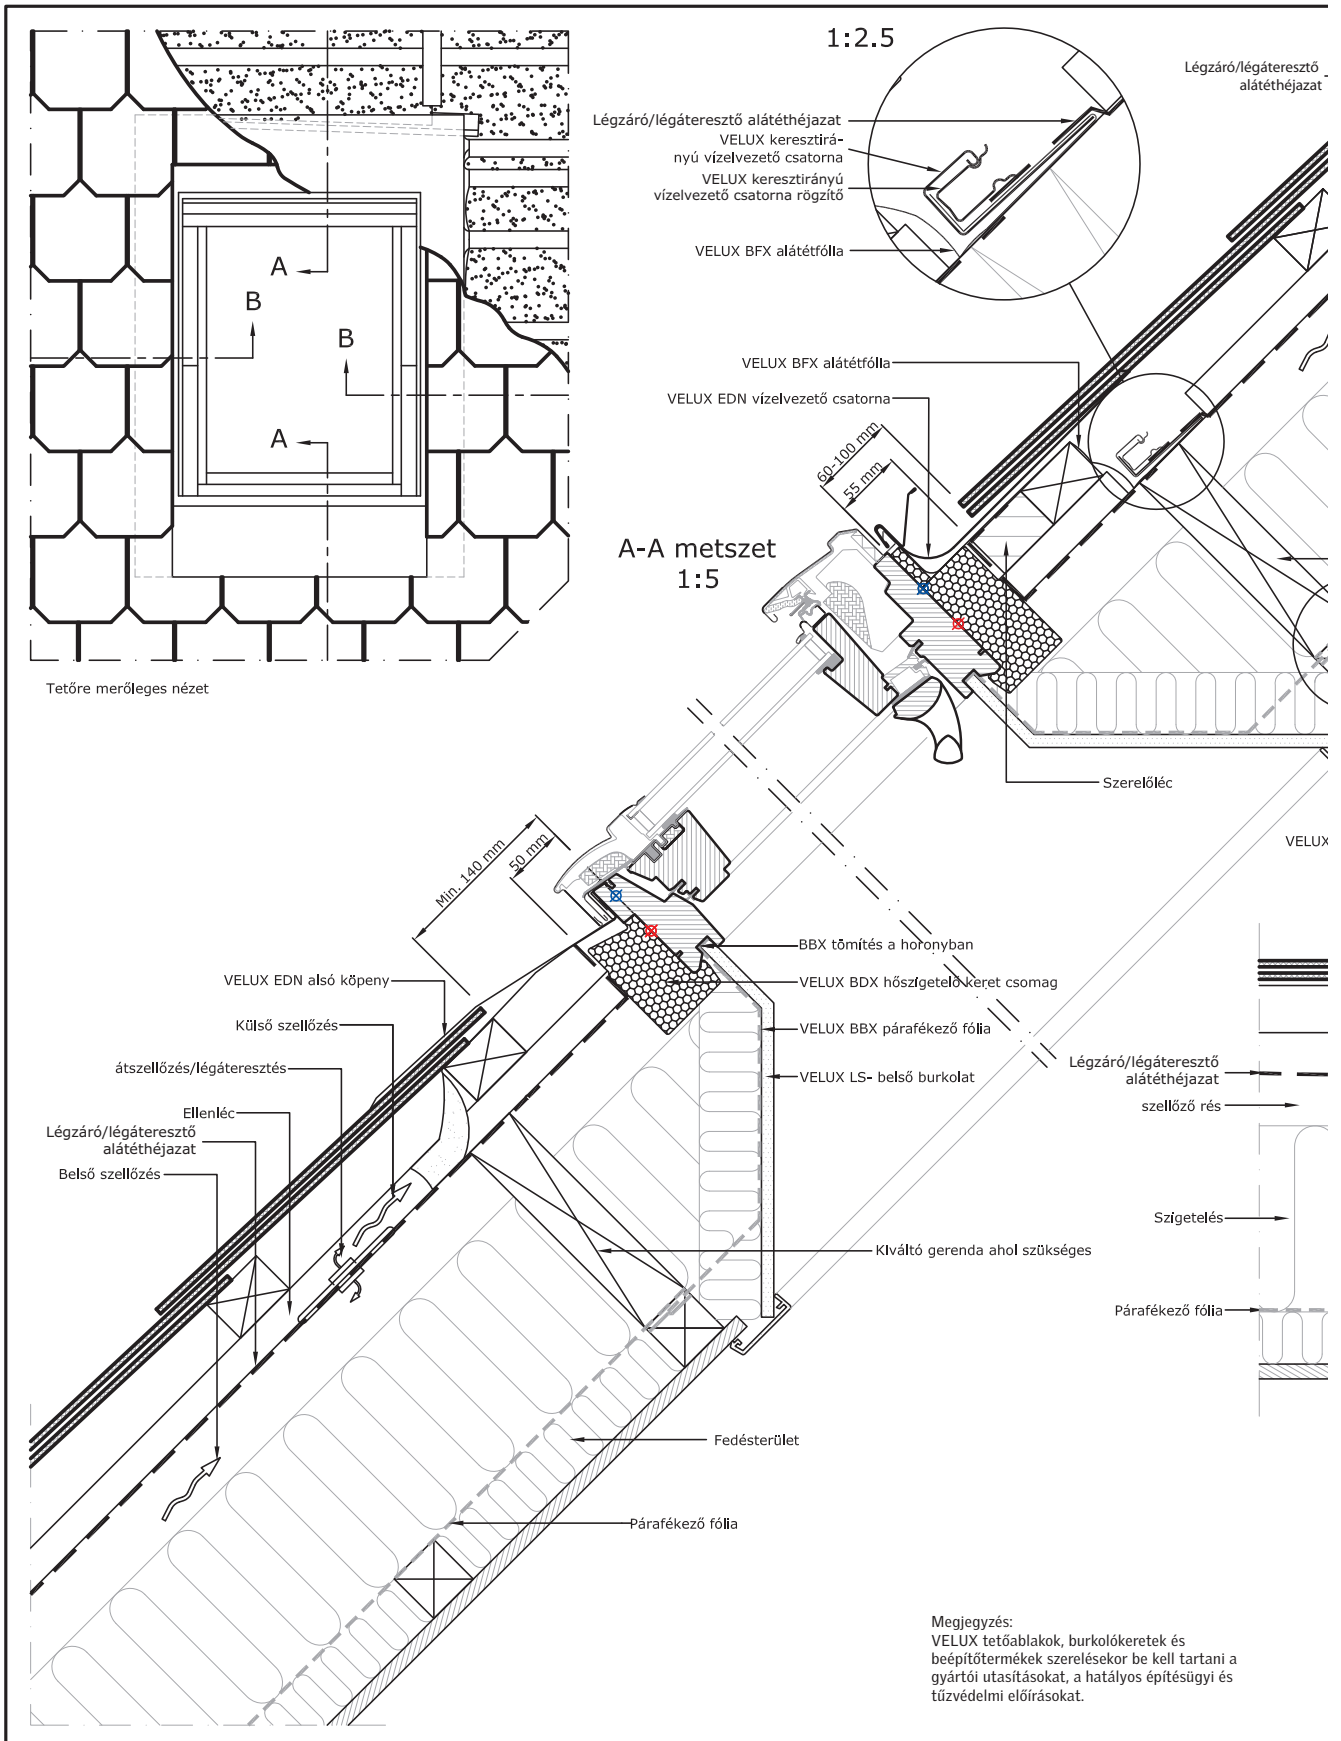 1:2.5
Légzáró/légáteresztő
alátéthéjazat
Légzáró/légáteresztő alátéthéjazat
VELUX keresztirá-
nyú vízelvezető csatorna
VELUX keresztirányú
vízelvezető csatorna rögzítő
VELUX BFX alátétfólla
A
B
B
A
VELUX BFX alátétfólla
VELUX EDN vízelvezető csatorna
60-100 mm
55 mm
A-A metszet
1:5
Tetőre merőleges nézet
Szerelőléc
VELUX
Min. 140 mm
50 mm
BBX tömítés a horonyban
VELUX EDN alsó köpeny
VELUX BDX hőszígetelő keret csomag
Külső szellőzés
VELUX BBX párafékező fólia
átszellőzés/légáteresztés
VELUX LS- belső burkolat
Légzáró/légáteresztő
alátéthéjazat
szellőző rés
Ellenléc
Légzáró/légáteresztő
alátéthéjazat
Belső szellőzés
Szigetelés
KIváltó gerenda ahol szükséges
Párafékező fólia
Fedésterület
Párafékező fólia
Megjegyzés:
VELUX tetőablakok, burkolókeretek és
beépítőtermékek szerelésekor be kell tartani a
gyártói utasításokat, a hatályos építésügyi és
tűzvédelmi előírásokat.